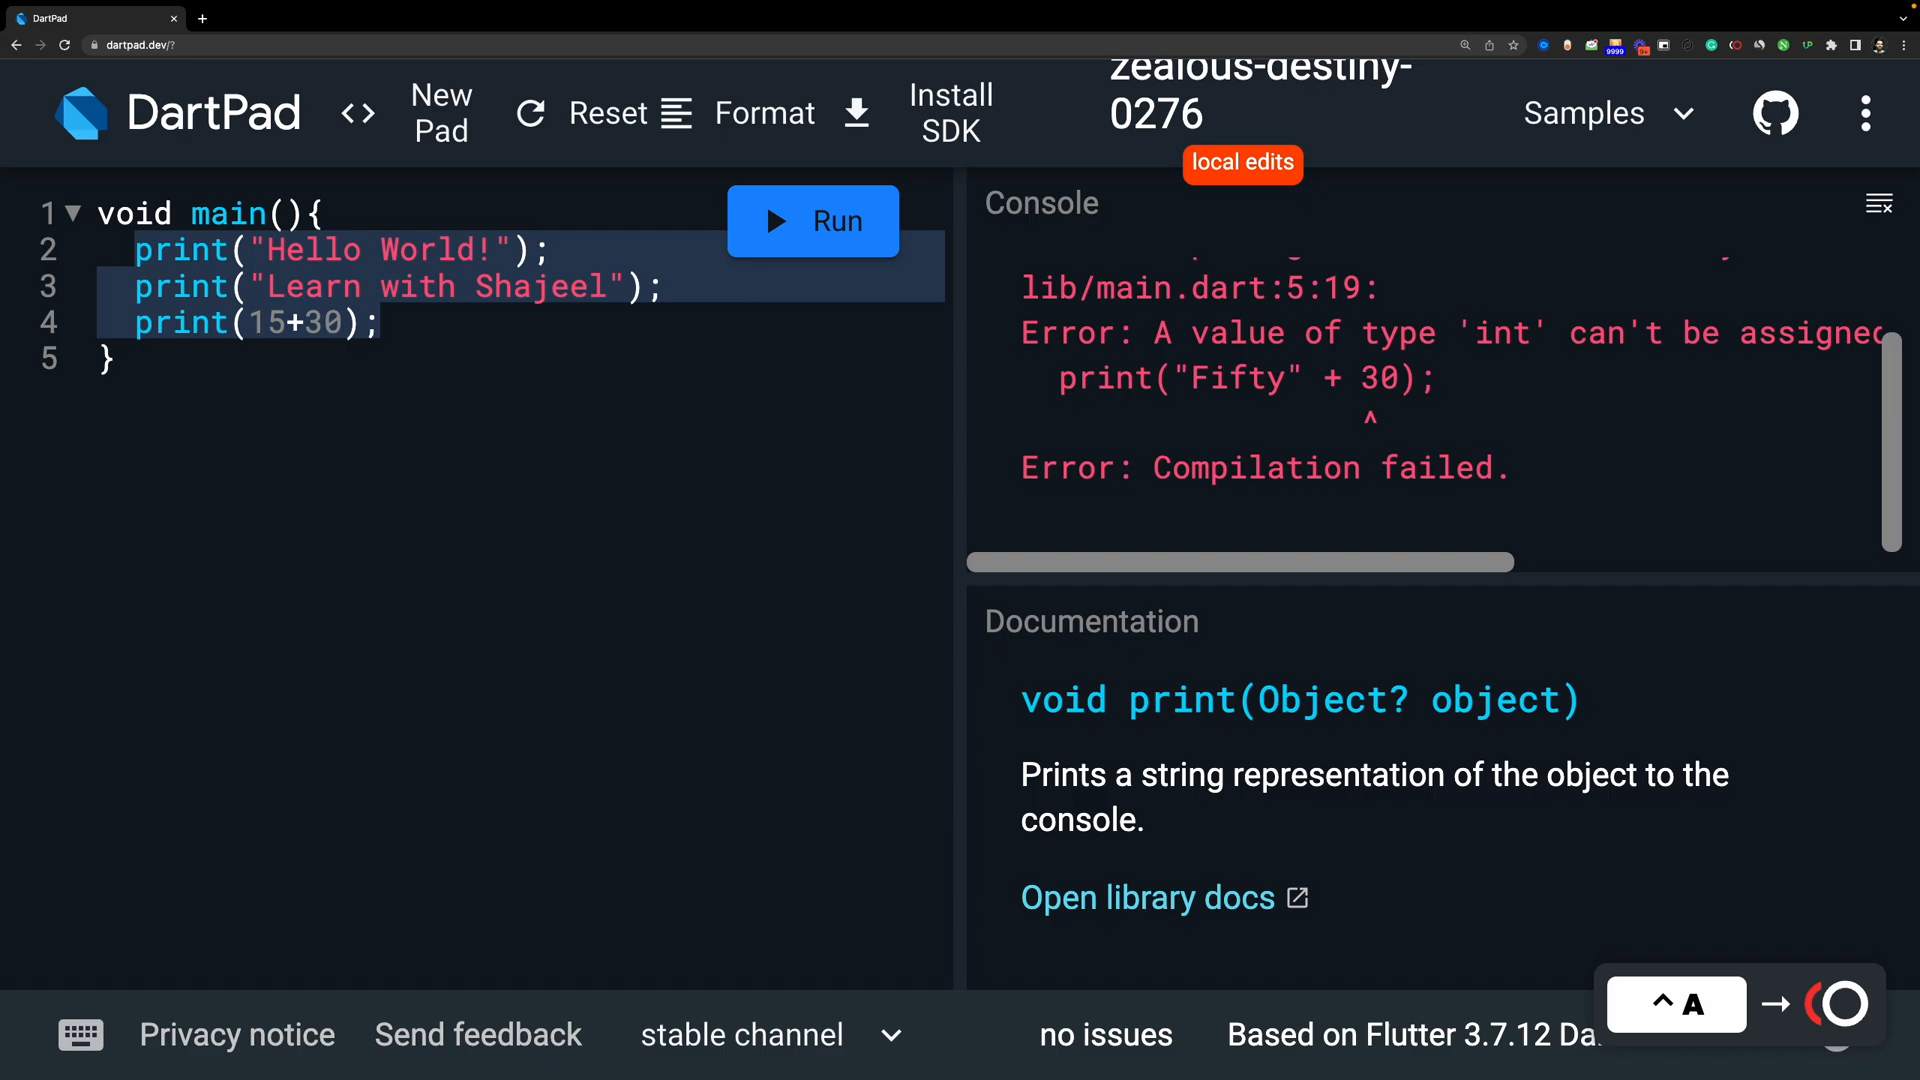 DartPad
dartpad.dev/?
9999
9+
UP
DartPad
New Pad
Reset
Format
Install SDK
zealous-destiny-
0276
local edits
Samples
Run
1 void main(){
2 print("Hello World!");
3 print("Learn with Shajeel");
4 print(15+30);
5 }
Console
lib/main.dart:5:19:
Error: A value of type 'int' can't be assigned
print("Fifty" + 30);
^
Error: Compilation failed.
Documentation
void print(Object? object)
Prints a string representation of the object to the
console.
Open library docs
^ A →
Privacy notice
Send feedback
stable channel
no issues
Based on Flutter 3.7.12 Da